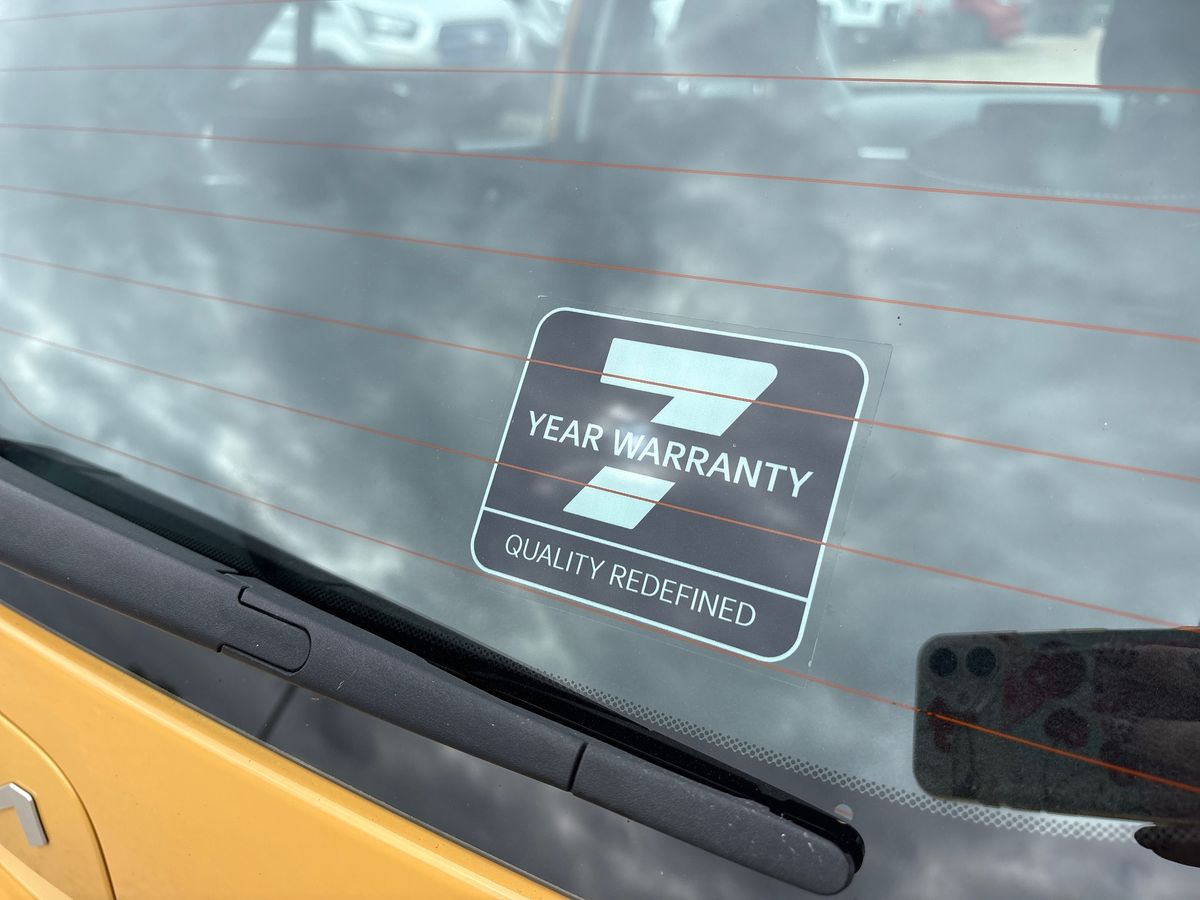 7
YEAR WARRANTY
QUALITY REDEFINED